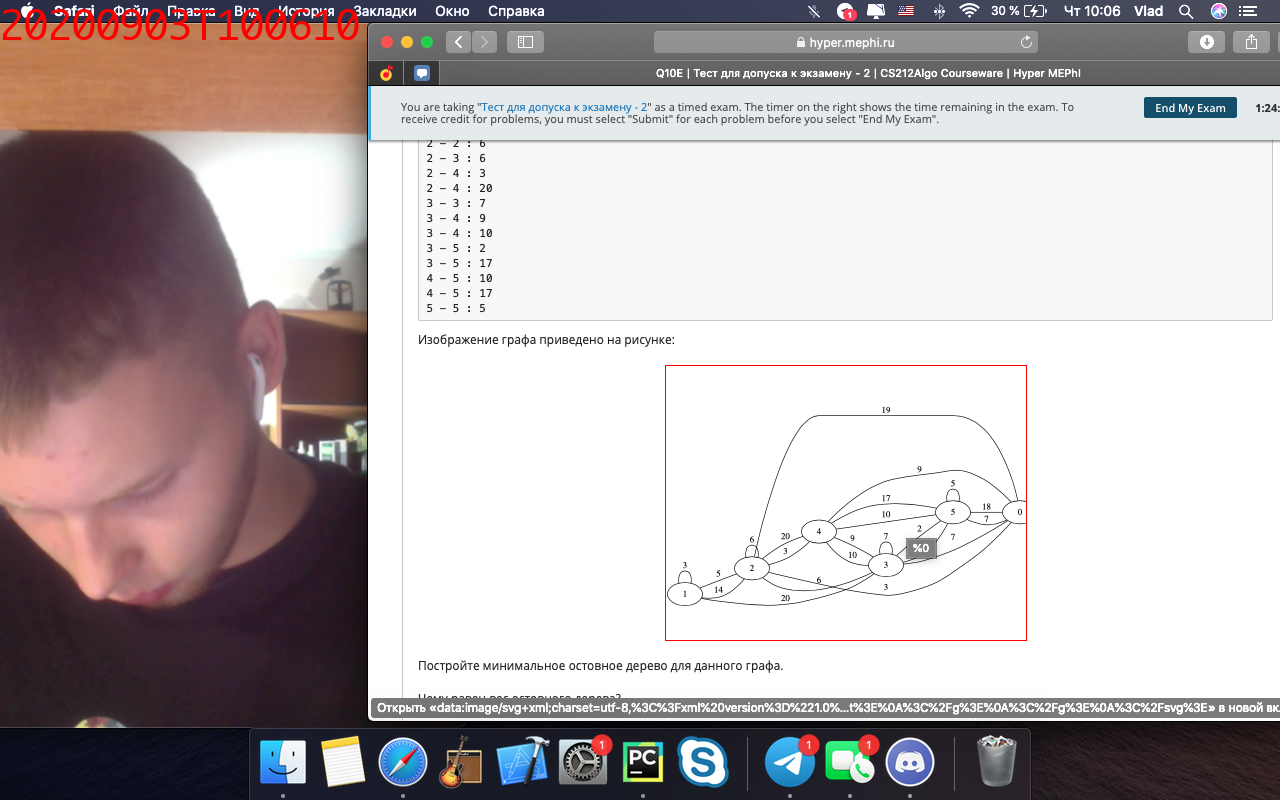 20200903T100610
Safari Файл Правка Вид История Закладки Окно Справка 1 30 % Чт 10:06 Vlad
hyper.mephi.ru
Q10E | Тест для допуска к экзамену - 2 | CS212Algo Courseware | Hyper MEPhI
You are taking "Тест для допуска к экзамену - 2" as a timed exam. The timer on the right shows the time remaining in the exam. To
receive credit for problems, you must select "Submit" for each problem before you select "End My Exam".
End My Exam
1:24:
2 – 2 : 6
2 – 3 : 6
2 – 4 : 3
2 – 4 : 20
3 – 3 : 7
3 – 4 : 9
3 – 4 : 10
3 – 5 : 2
3 – 5 : 17
4 – 5 : 10
4 – 5 : 17
5 – 5 : 5
Изображение графа приведено на рисунке:
19
9
5
17
18
10
5
0
7
20
4
2
7
6
9
7
3
10
%0
3
5
2
3
14
6
3
1
20
Постройте минимальное остовное дерево для данного графа.
Чему равен вес остовного дерева?
Открыть «data:image/svg+xml;charset=utf-8,%3C%3Fxml%20version%3D%221.0%...t%3E%0A%3C%2Fg%3E%0A%3C%2Fg%3E%0A%3C%2Fsvg%3E» в новой вк
1
PC
1
1